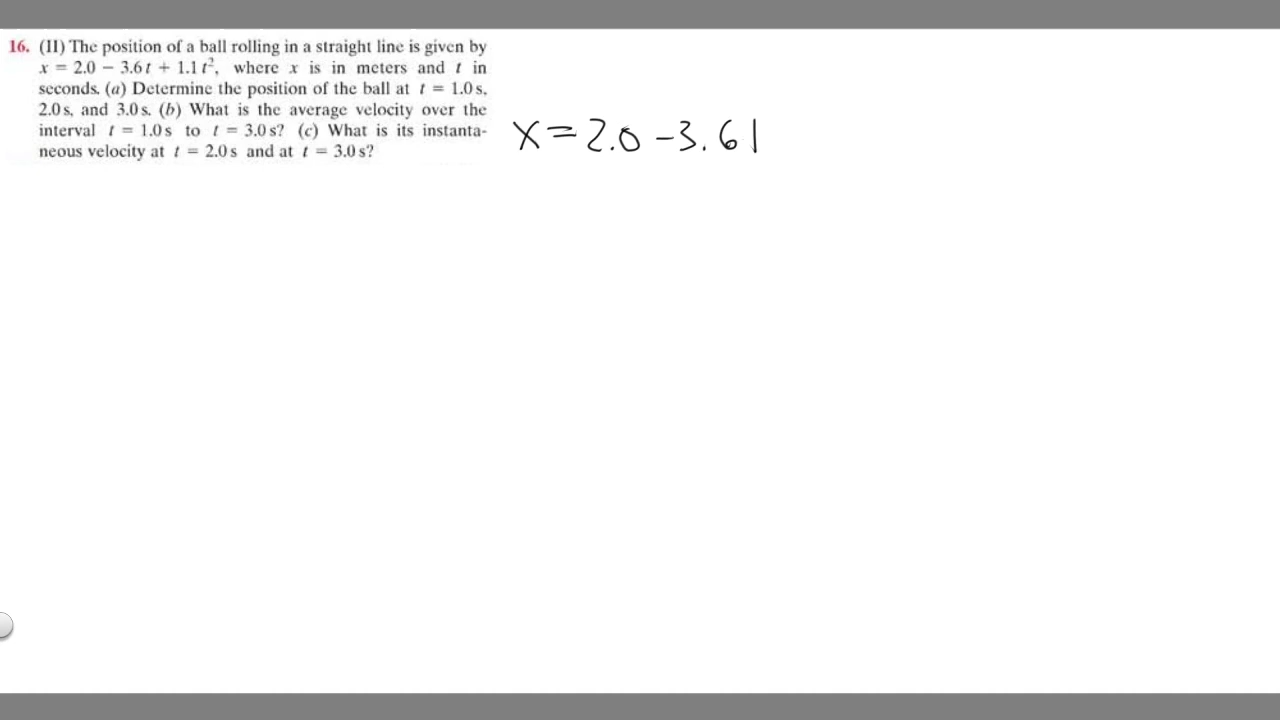 16. (II) The position of a ball rolling in a straight line is given by
x = 2.0 − 3.6t + 1.1t², where x is in meters and t in
seconds. (a) Determine the position of the ball at t = 1.0 s,
2.0 s, and 3.0 s. (b) What is the average velocity over the
interval t = 1.0 s to t = 3.0 s? (c) What is its instanta-
neous velocity at t = 2.0 s and at t = 3.0 s?
x = 2.0 − 3.6 |